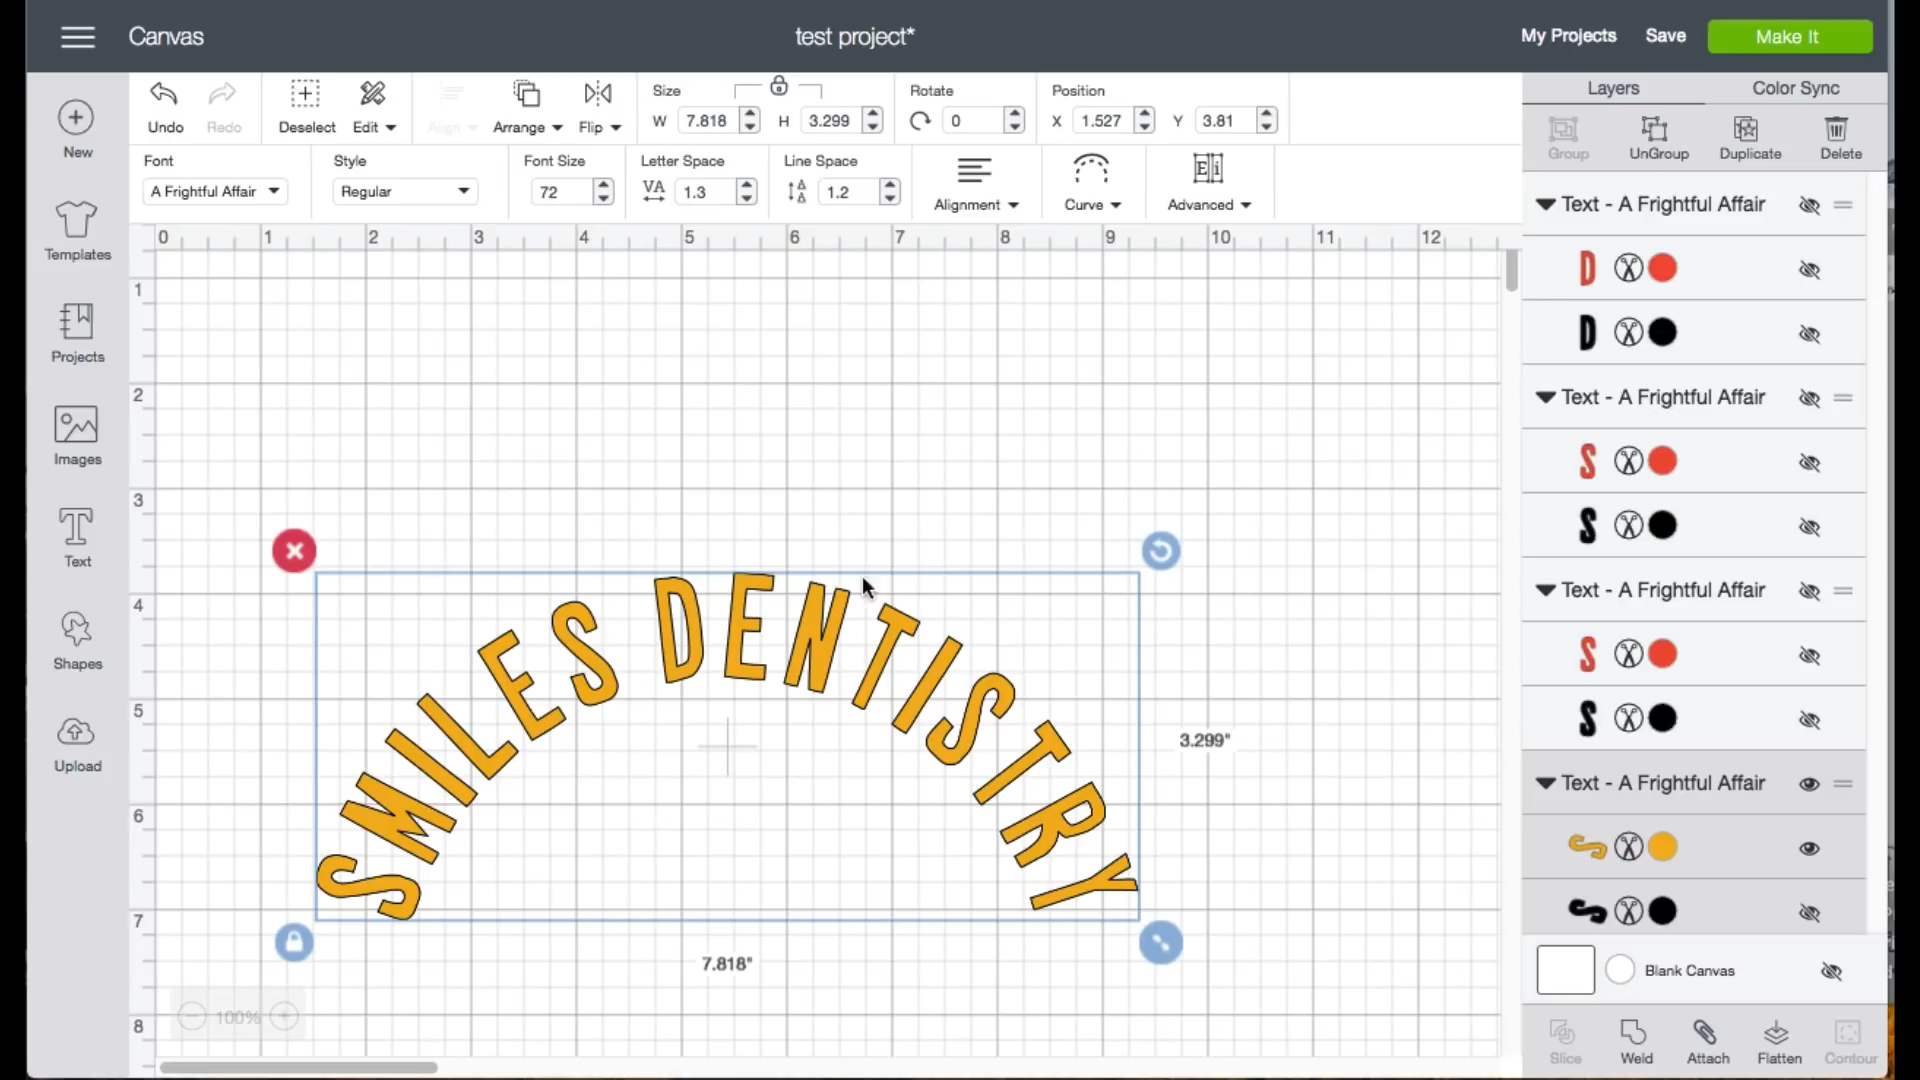 Canvas
test project*
My Projects Save Make It
Undo Redo Deselect Edit Align Arrange Flip
Size
W 7.818 H 3.299
Rotate
0
Position
X 1.527 Y 3.81
Layers Color Sync
Group UnGroup Duplicate Delete
New
Templates
Projects
Images
Text
Shapes
Upload
Font
A Frightful Affair
Style
Regular
Font Size
72
Letter Space
VA 1.3
Line Space
1.2
Alignment
Curve
Advanced
0 1 2 3 4 5 6 7 8 9 10 11 12
1
2
3
4
5
6
7
8
SMILES DENTISTRY
3.299"
7.818"
100%
Text - A Frightful Affair
D
D
Text - A Frightful Affair
S
S
Text - A Frightful Affair
S
S
Text - A Frightful Affair
S
S
Blank Canvas
Slice Weld Attach Flatten Contour